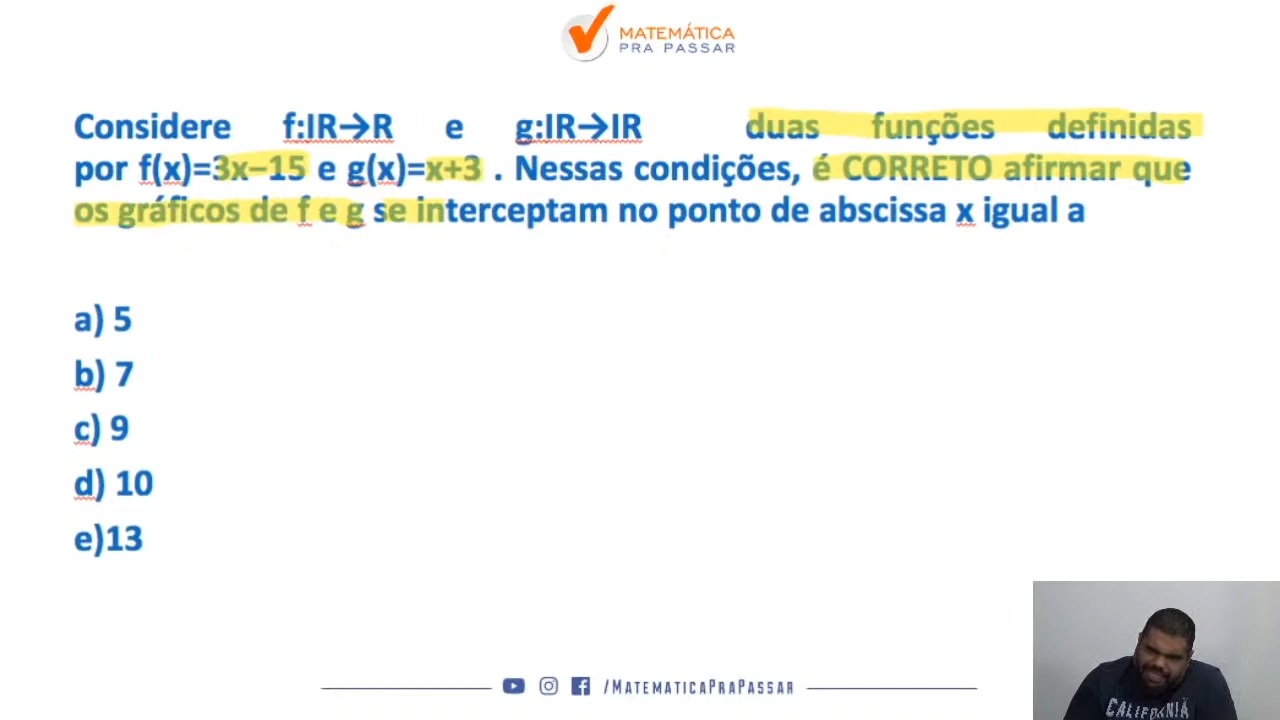 MATEMÁTICA
PRA PASSAR
Considere f:IR→R e g:IR→IR duas funções definidas
por f(x)=3x−15 e g(x)=x+3 . Nessas condições, é CORRETO afirmar que
os gráficos de f e g se interceptam no ponto de abscissa x igual a
a) 5
b) 7
c) 9
d) 10
e)13
/MATEMATICAPRAPASSAR
CALIFORNIA